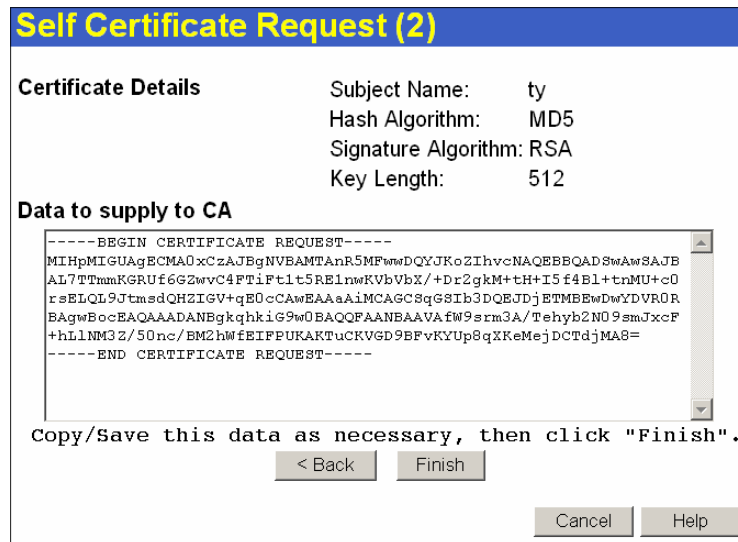 Self Certificate Request (2)
Certificate Details
Subject Name: ty
Hash Algorithm: MD5
Signature Algorithm: RSA
Key Length: 512
Data to supply to CA
-----BEGIN CERTIFICATE REQUEST-----
MIHpMIGUAgECMA0xCzAJBgNVBAMTAnR5MFwwDQYJKoZIhvcNAQEBBQADSwAwSAJB
AL7TTmmKGRUf6GZwvC4FTiFt1t5RE1nwKVbVbX/+Dr2gkM+tH+I5f4Bl+tnMU+c0
rsELQL9JtmsdQHZIGV+qE0cCAwEAAaAiMCAGCSqGSIb3DQEJDjETMBEwDwYDVR0R
BAgwBocEAQAAADANBgkqhkiG9w0BAQQFAANBAAVAfW9srm3A/Tehyb2NO9smJxcF
+hLlNM3Z/50nc/BM2hWfEIFPUKAKTuCKVGD9BFvKYUp8qXKeMejDCTdjMA8=
-----END CERTIFICATE REQUEST-----
Copy/Save this data as necessary, then click "Finish".
< Back Finish
Cancel Help